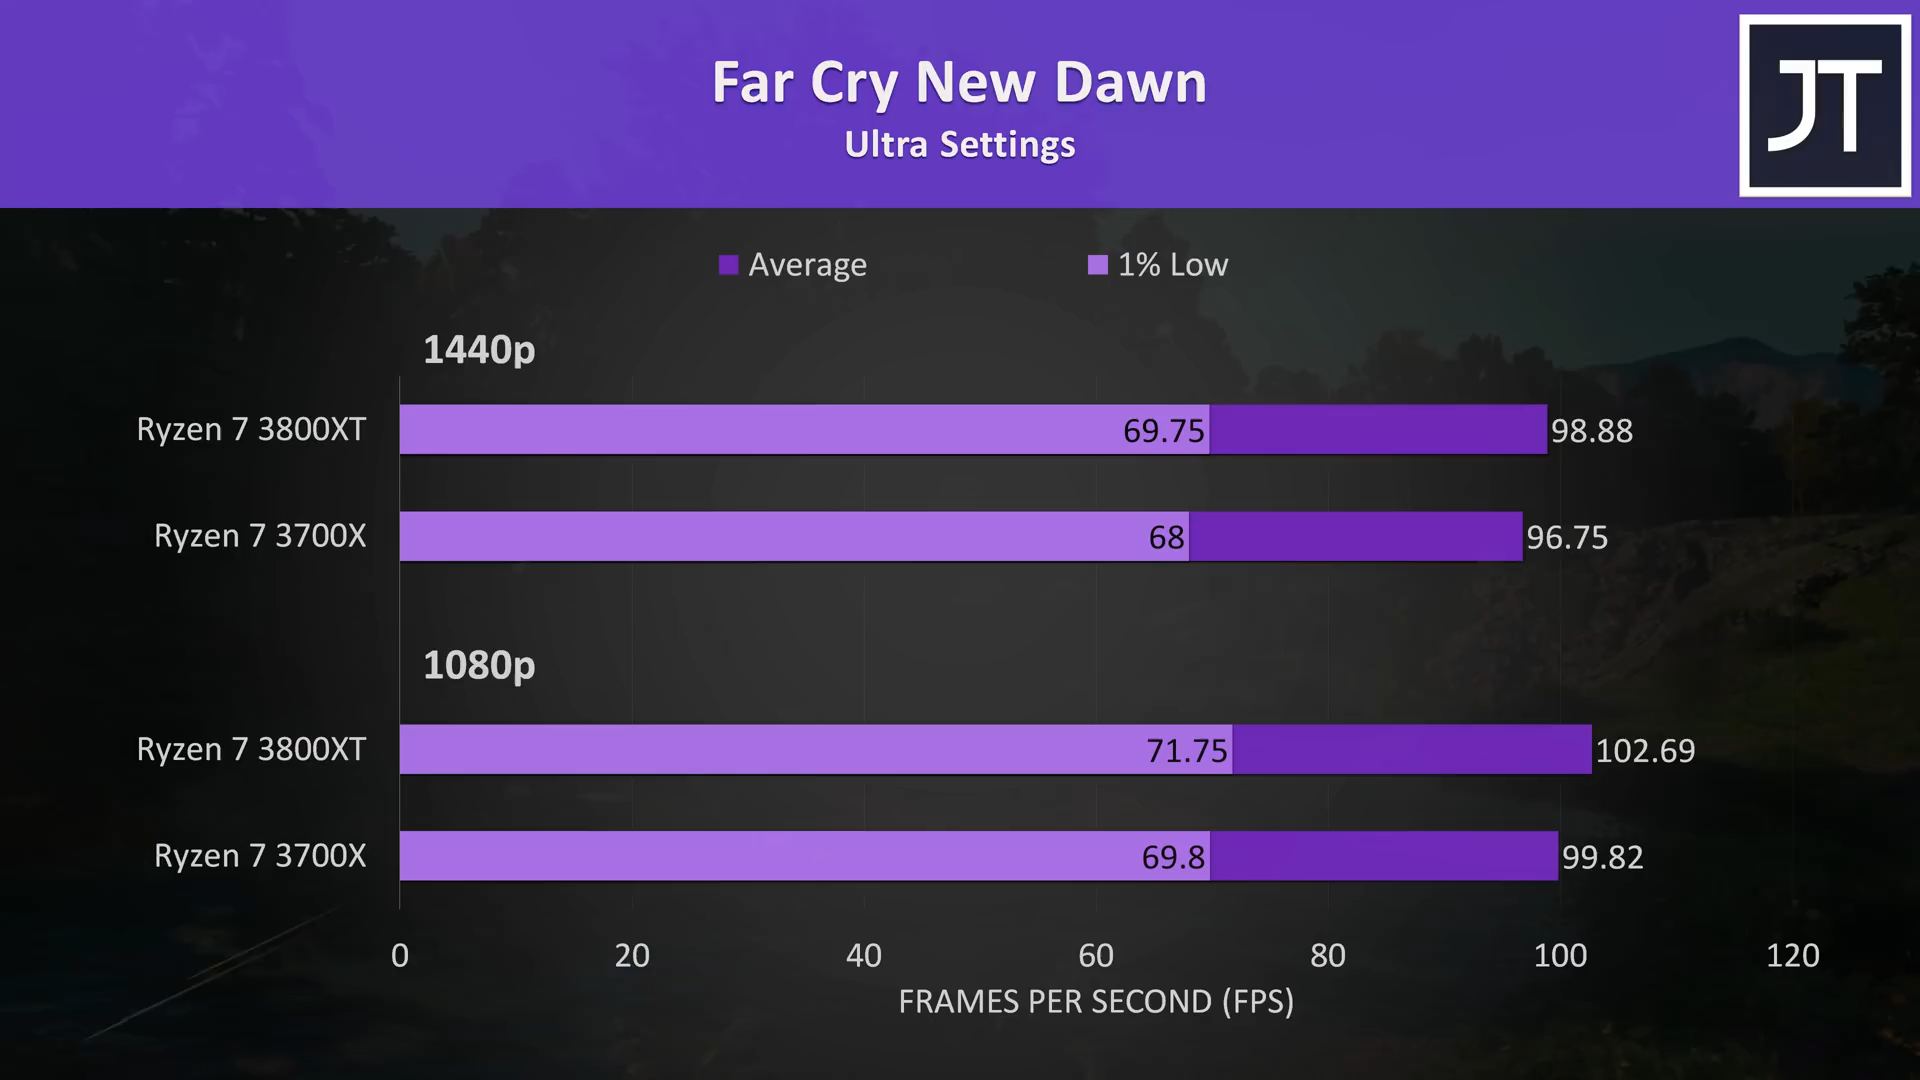 Far Cry New Dawn
Ultra Settings
JT
Average 1% Low
1440p
Ryzen 7 3800XT 69.75 98.88
Ryzen 7 3700X 68 96.75
1080p
Ryzen 7 3800XT 71.75 102.69
Ryzen 7 3700X 69.8 99.82
0 20 40 60 80 100 120
FRAMES PER SECOND (FPS)